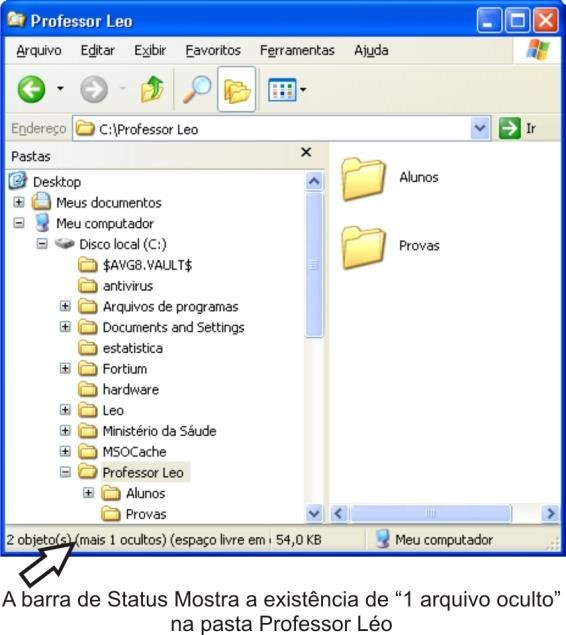 Professor Leo
Arquivo Editar Exibir Favoritos Ferramentas Ajuda
Endereço C:\Professor Leo Ir
Pastas
Desktop
Meus documentos
Meu computador
Disco local (C:)
$AVG8.VAULT$
antivirus
Arquivos de programas
Documents and Settings
estatistica
Fortium
hardware
Leo
Ministério da Sáude
MSOCache
Professor Leo
Alunos
Provas
Alunos
Provas
2 objeto(s) (mais 1 ocultos) (espaço livre em 54,0 KB Meu computador
A barra de Status Mostra a existência de “1 arquivo oculto”
na pasta Professor Léo